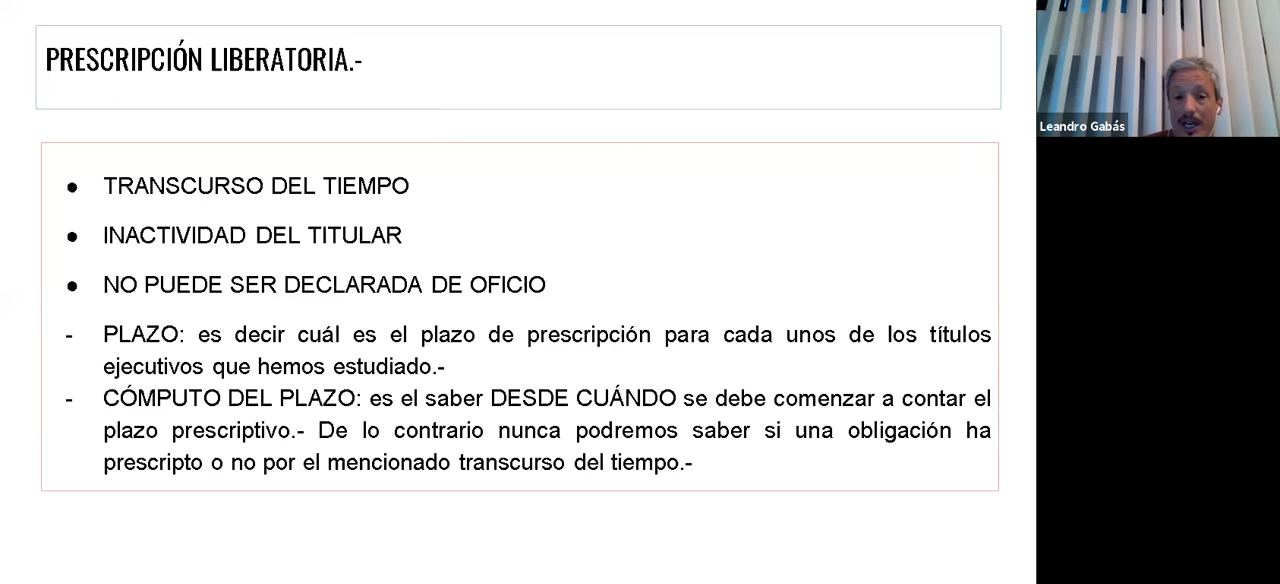 PRESCRIPCIÓN LIBERATORIA.-
● TRANSCURSO DEL TIEMPO
● INACTIVIDAD DEL TITULAR
● NO PUEDE SER DECLARADA DE OFICIO
- PLAZO: es decir cuál es el plazo de prescripción para cada unos de los títulos
ejecutivos que hemos estudiado.-
- CÓMPUTO DEL PLAZO: es el saber DESDE CUÁNDO se debe comenzar a contar el
plazo prescriptivo.- De lo contrario nunca podremos saber si una obligación ha
prescripto o no por el mencionado transcurso del tiempo.-
Leandro Gabás